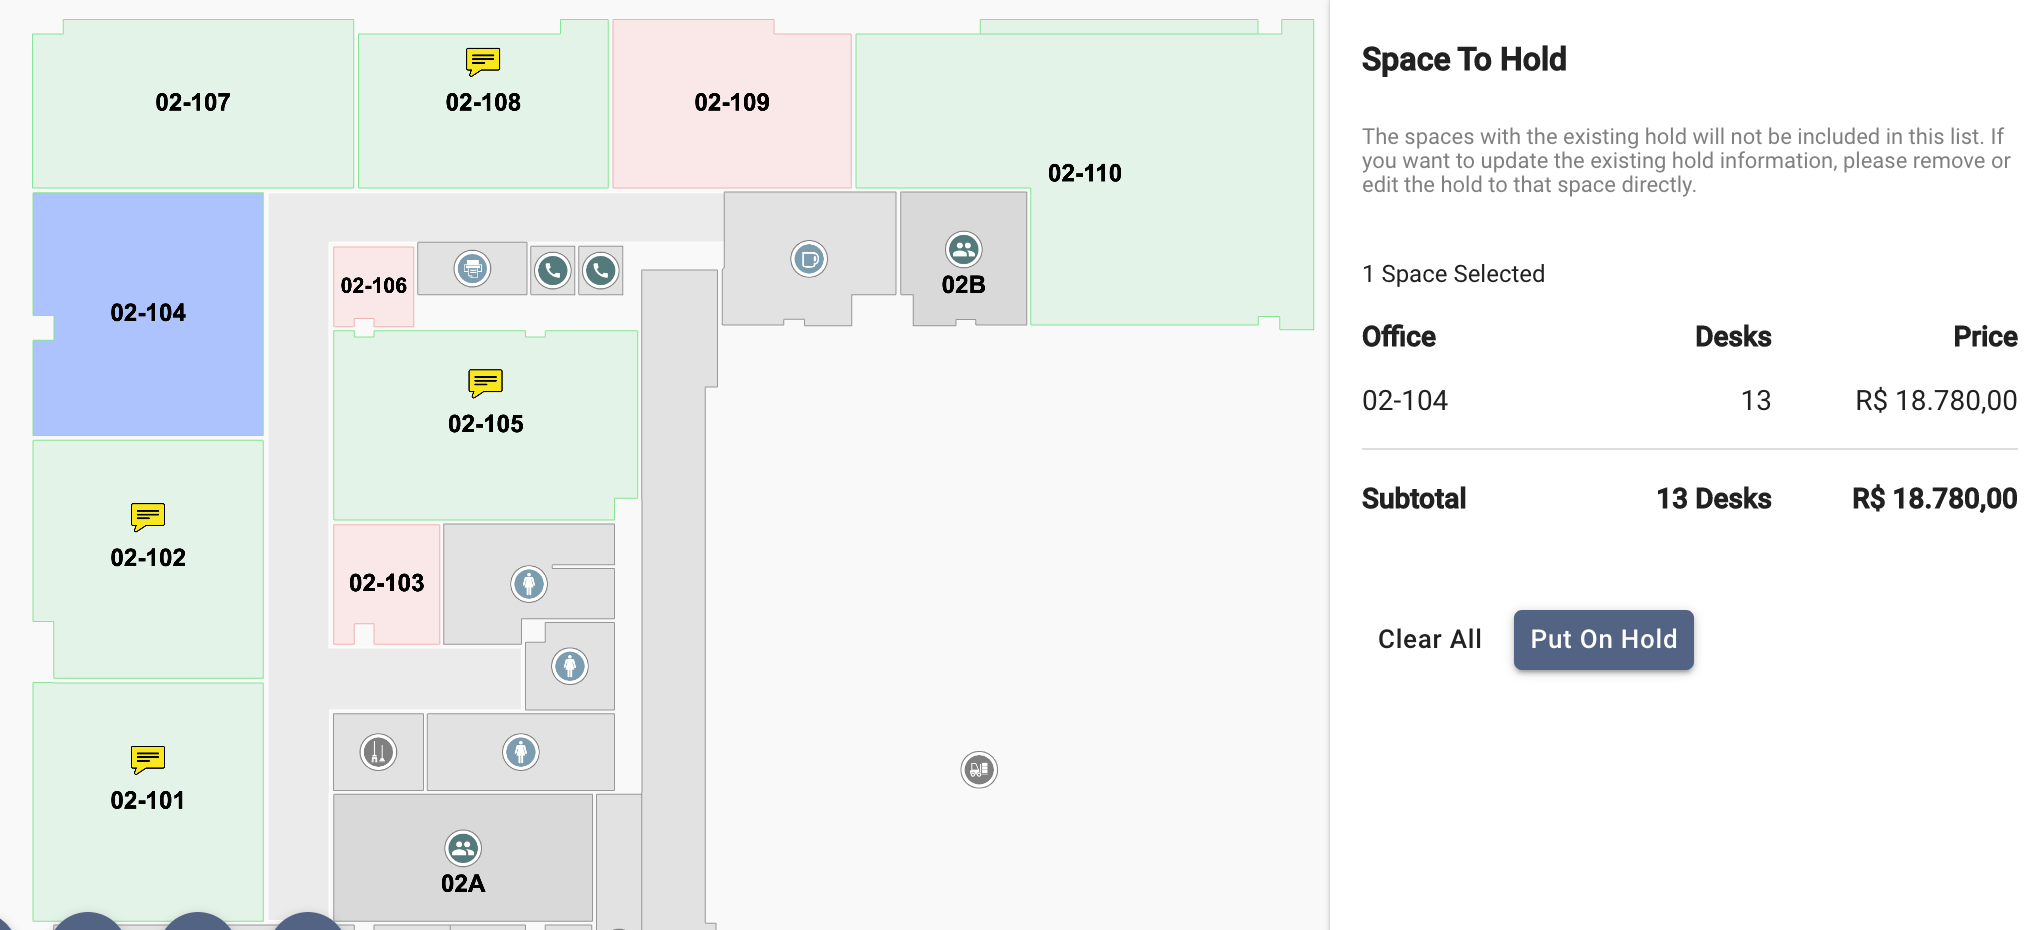 02-107
02-108
02-109
02-110
02-104
02-106
02B
02-105
02-102
02-103
02-101
02A
Space To Hold
The spaces with the existing hold will not be included in this list. If
you want to update the existing hold information, please remove or
edit the hold to that space directly.
1 Space Selected
Office Desks Price
02-104 13 R$ 18.780,00
Subtotal 13 Desks R$ 18.780,00
Clear All Put On Hold